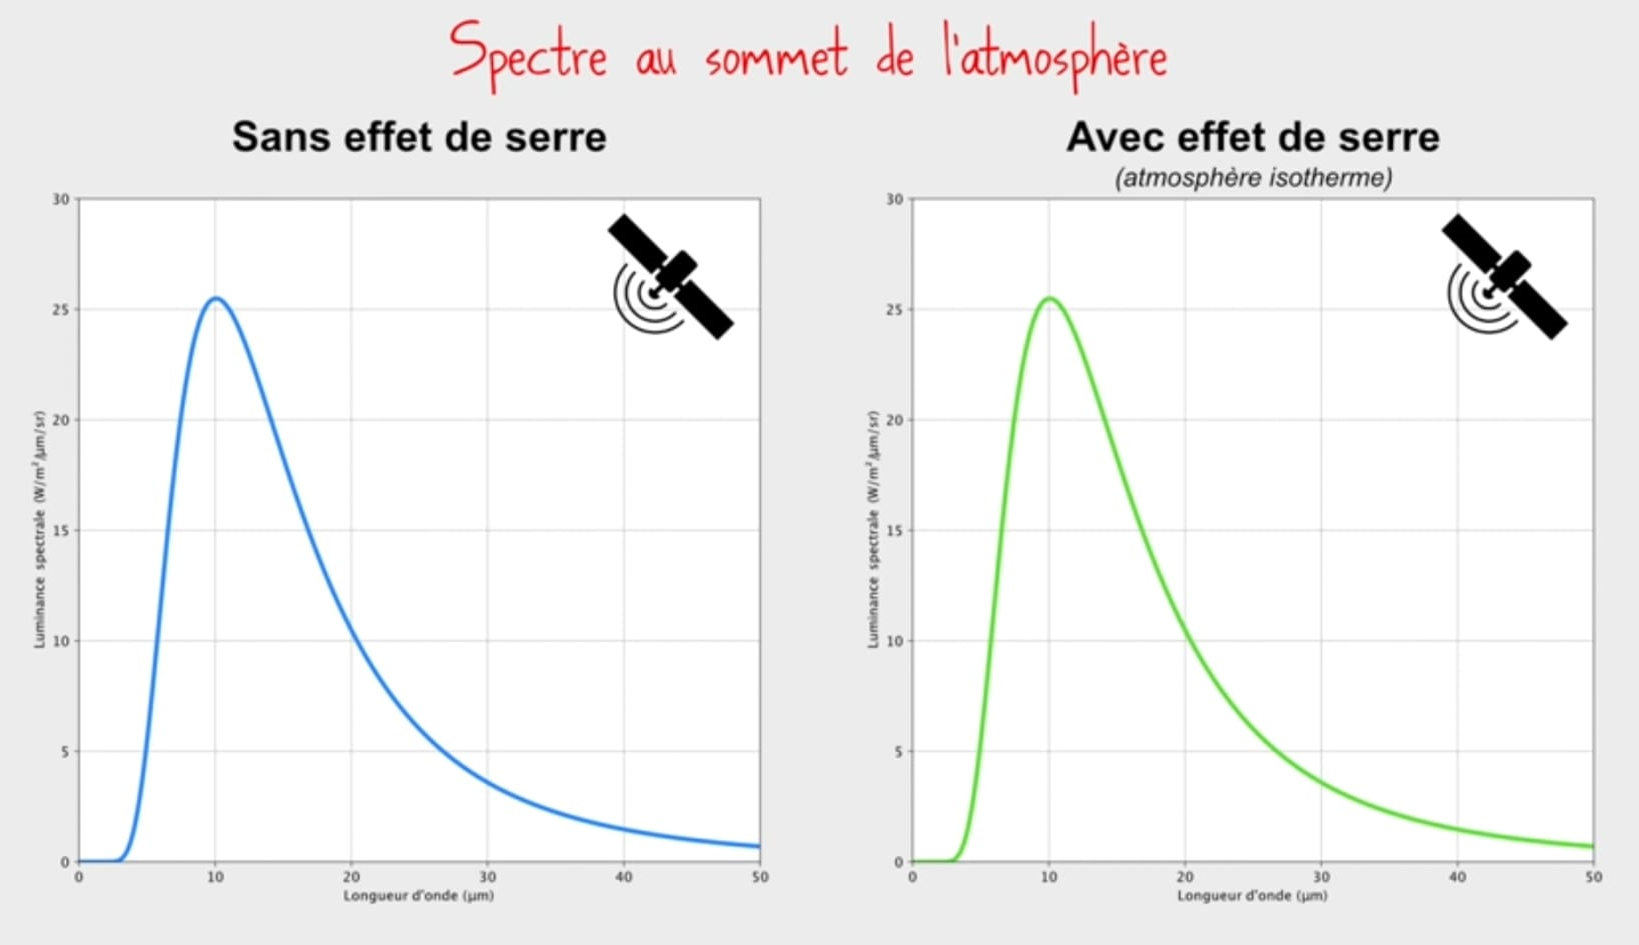 Spectre au sommet de l'atmosphère
Sans effet de serre
30
25
20
15
10
5
0
Luminance spectrale (W/m²/μm/sr)
0 10 20 30 40 50
Longueur d'onde (μm)
Avec effet de serre
(atmosphère isotherme)
30
25
20
15
10
5
0
Luminance spectrale (W/m²/μm/sr)
0 10 20 30 40 50
Longueur d'onde (μm)